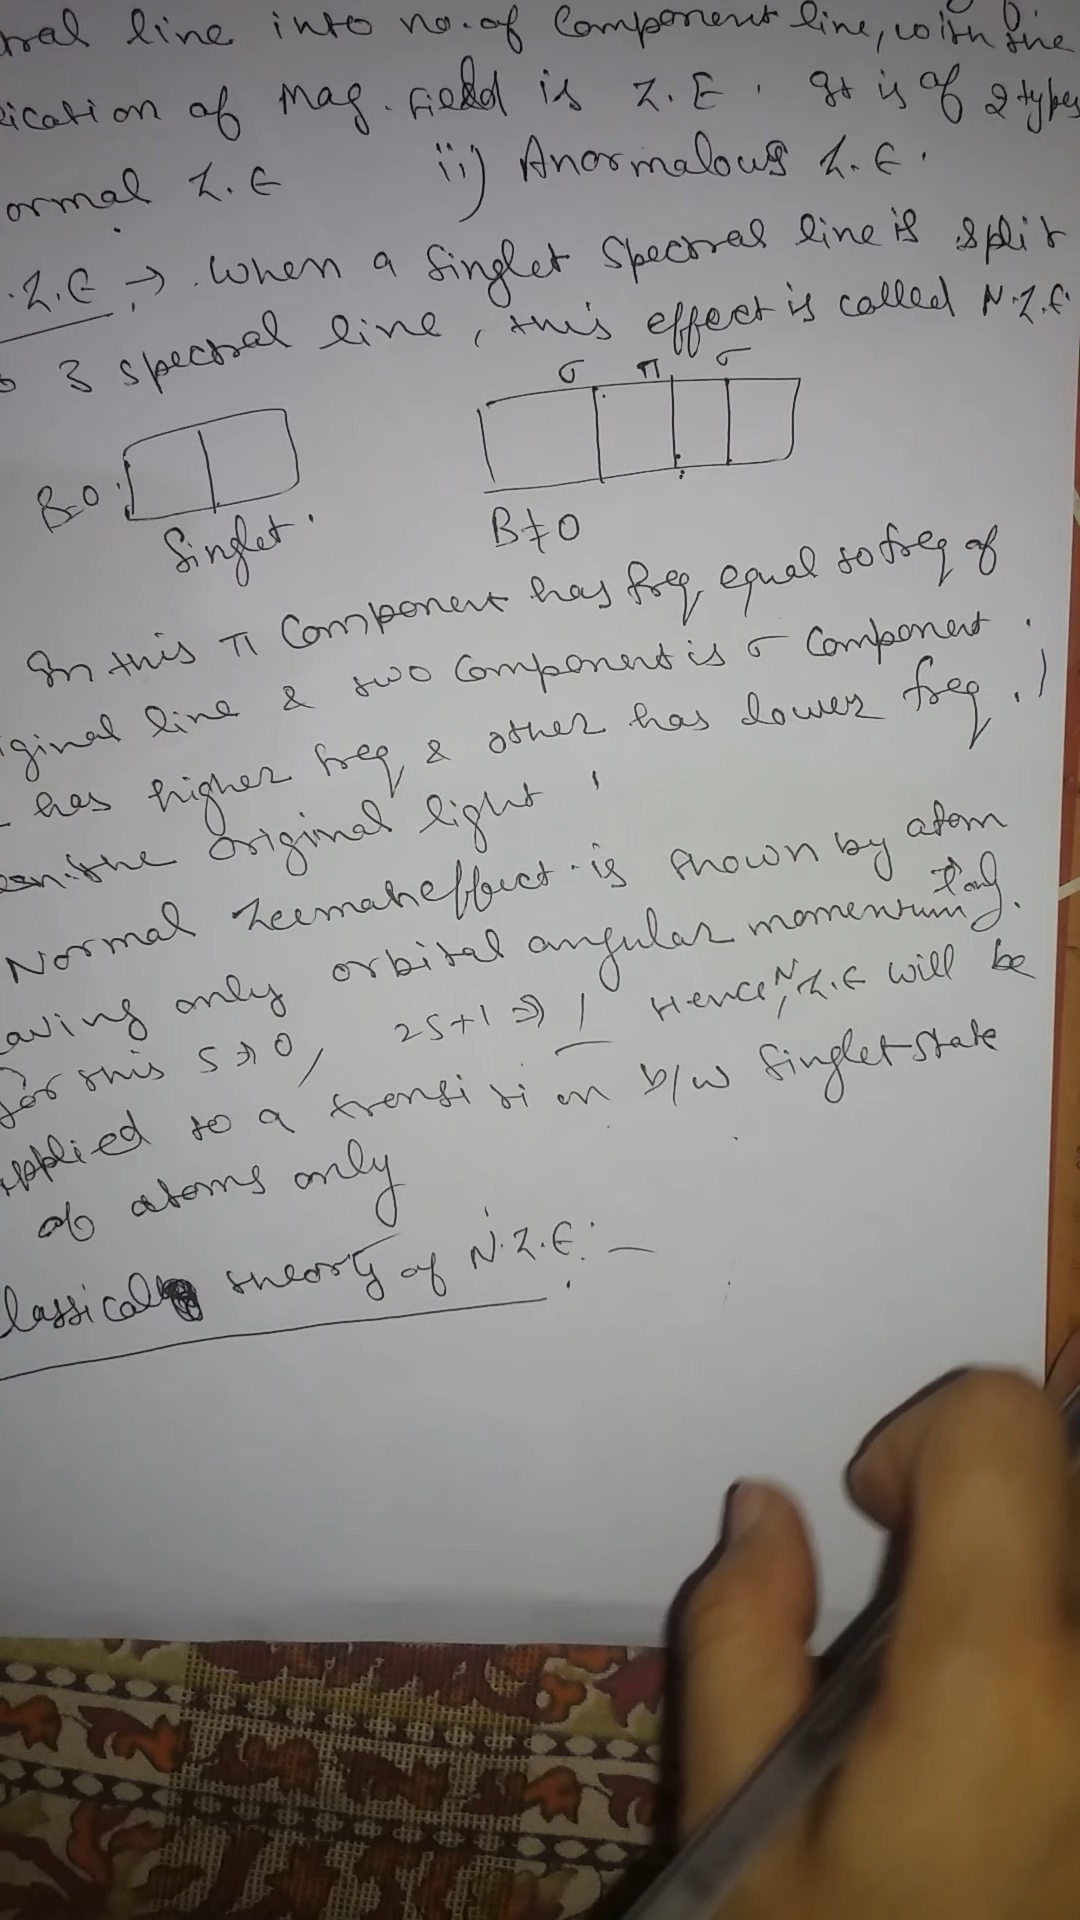 line into no. of Component line, with the
ication of Mag. Field is Z.E. It is of 2 types
ormal Z.E ii) Anormalous Z.E.
.Z.E → When a Singlet Spectral line is split
3 spectral line, this effect is called N.Z.E.
σ π σ
B=0
Singlet.
B≠0
In this π Component has freq equal to freq of
iginal line & two Component is σ Component.
has higher freq & other has lower freq.
the original light
Normal Zeeman effect is shown by atom
aving only orbital angular momentum
for this S → 0, 2S+1 ⇒ 1 Hence, N.Z.E will be
applied to a transition b/w Singlet state
of atoms only
lassical theory of N.Z.E:-